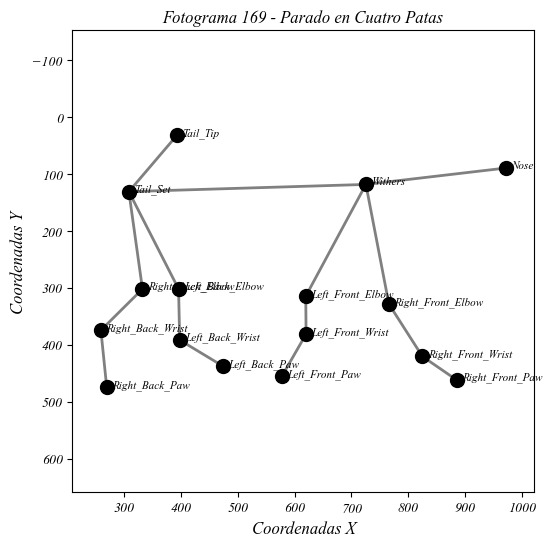 Fotograma 169 - Parado en Cuatro Patas
−100
0
100
200
300
400
500
600
Coordenadas Y
Tail_Tip
Nose
Withers
Tail_Set
Right_Back_Elbow
Left_Back_Elbow
Left_Front_Elbow
Right_Front_Elbow
Right_Back_Wrist
Left_Front_Wrist
Left_Back_Wrist
Right_Front_Wrist
Left_Back_Paw
Left_Front_Paw
Right_Front_Paw
Right_Back_Paw
300
400
500
600
700
800
900
1000
Coordenadas X